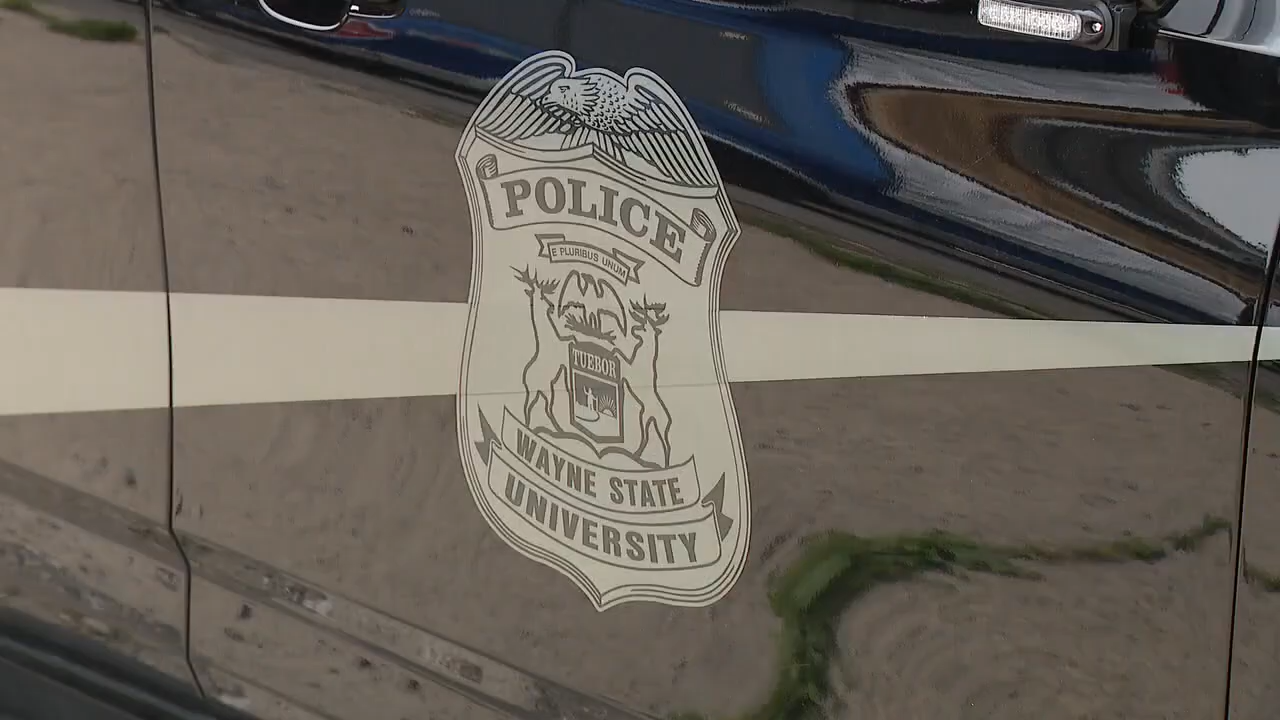 POLICE
E PLURIBUS UNUM
TUEBOR
WAYNE STATE
UNIVERSITY